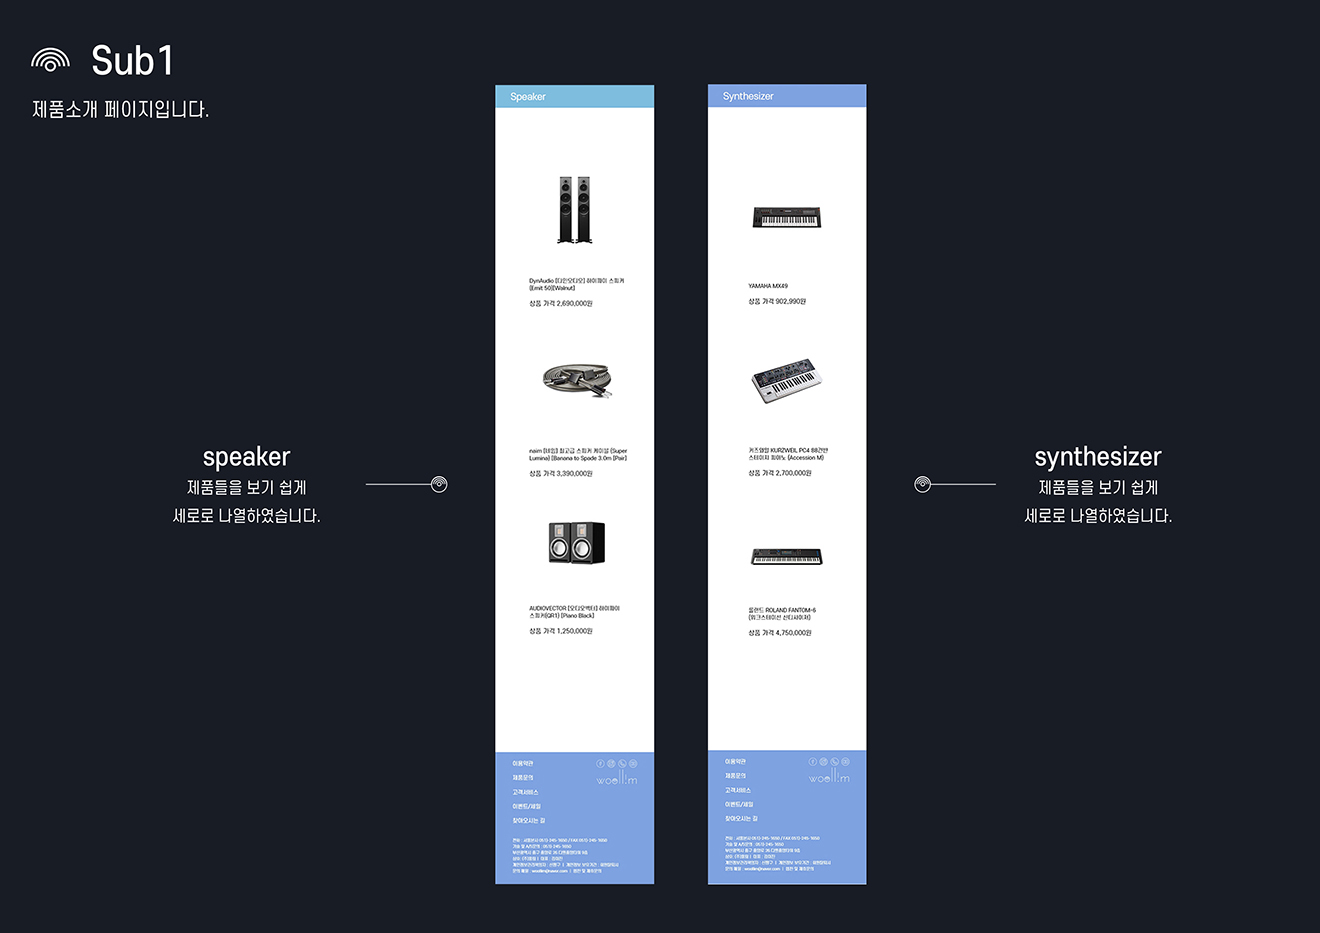 Sub1
제품소개 페이지입니다.
speaker
제품들을 보기 쉽게
세로로 나열하였습니다.
Speaker
DynAudio [다인오디오] 하이파이 스피커
(Emit 50)[Walnut]
상품 가격 2,690,000원
naim [네임] 최고급 스피커 케이블 (Super
Lumina) [Banana to Spade 3.0m [Pair]
상품 가격 3,390,000원
AUDIOVECTOR [오디오벡터] 하이파이
스피커(QR1) [Piano Black]
상품 가격 1,250,000원
이용약관
제품문의
고객서비스
이벤트/세일
찾아오시는 길
woellim
Synthesizer
YAMAHA MX49
상품 가격 902,990원
커즈와일 KURZWEIL PC4 88건반
스테이지 피아노 (Accession M)
상품 가격 2,700,000원
롤랜드 ROLAND FANTOM-6
(워크스테이션 신디사이저)
상품 가격 4,750,000원
이용약관
제품문의
고객서비스
이벤트/세일
찾아오시는 길
woellim
synthesizer
제품들을 보기 쉽게
세로로 나열하였습니다.